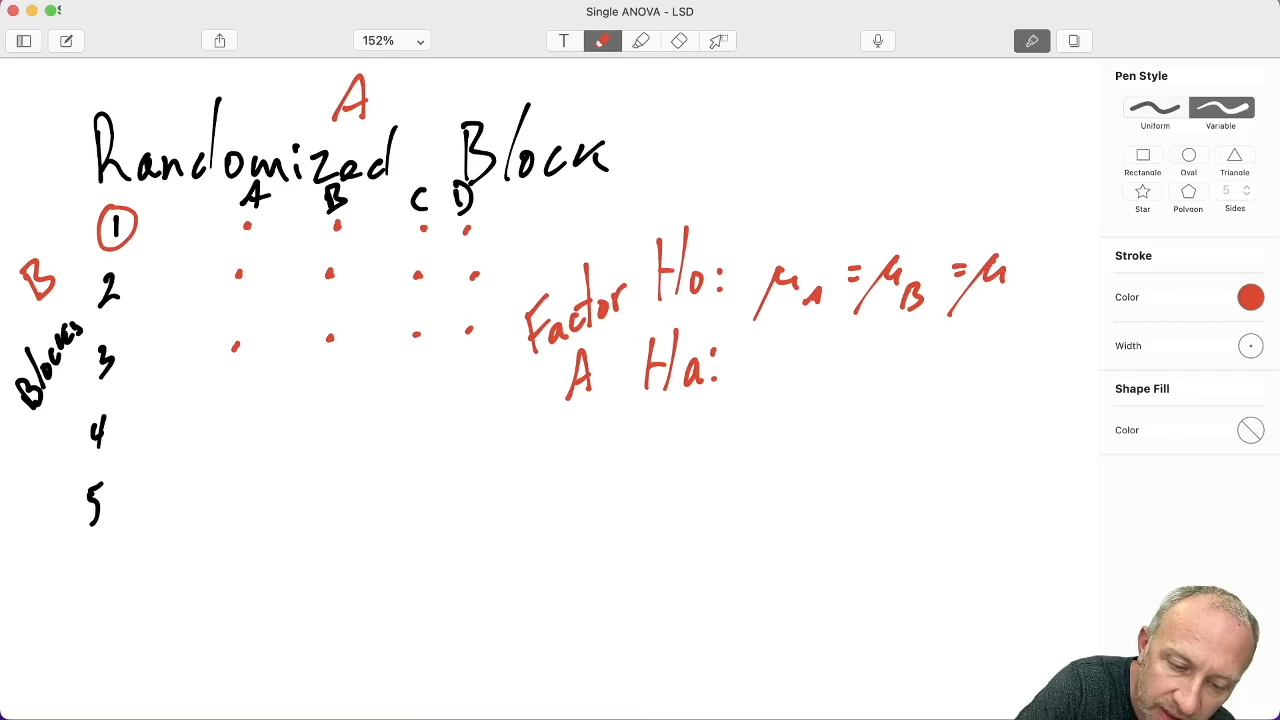 Single ANOVA - LSD
152%
T
A
Randomized Block
A B C D
1
B 2
Blocks 3
4
5
Factor A
Ho: μA = μB = μ
Ha:
Pen Style
Uniform Variable
Rectangle Oval Triangle
Star Polygon 5 Sides
Stroke
Color
Width
Shape Fill
Color